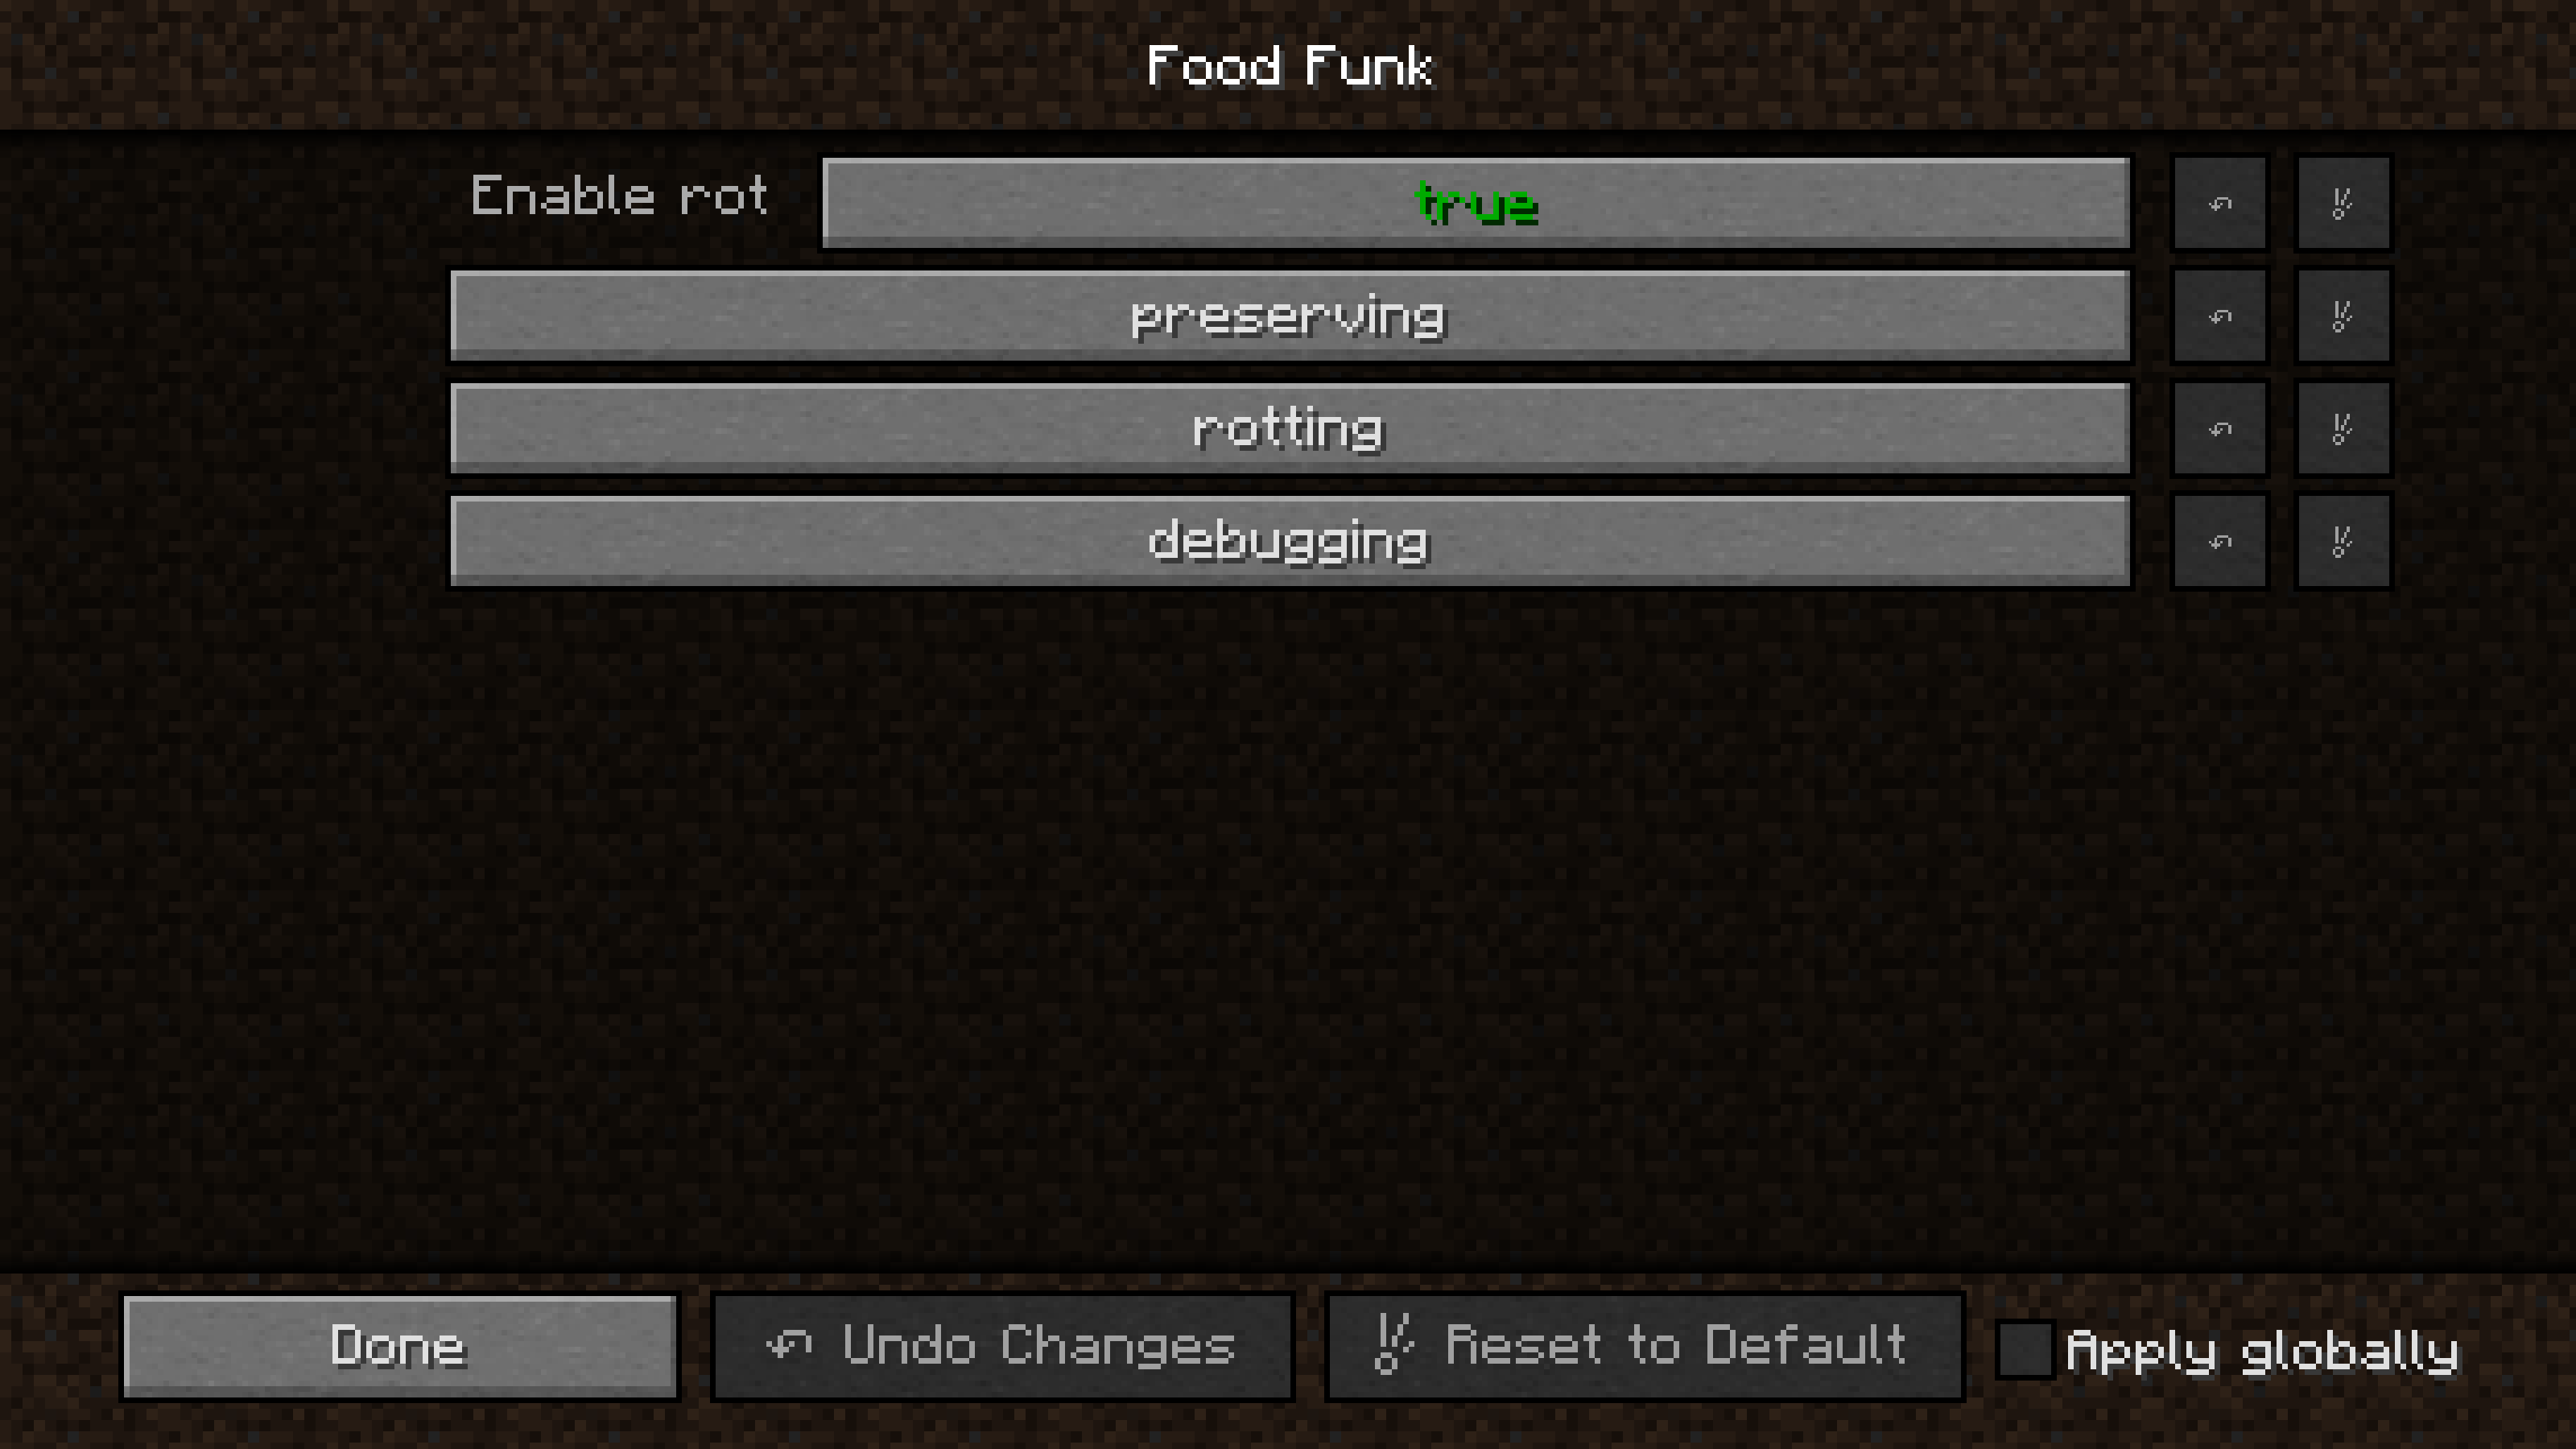 Food Funk
Enable rot true
preserving
rotting
debugging
Done ↶ Undo Changes Reset to Default Apply globally